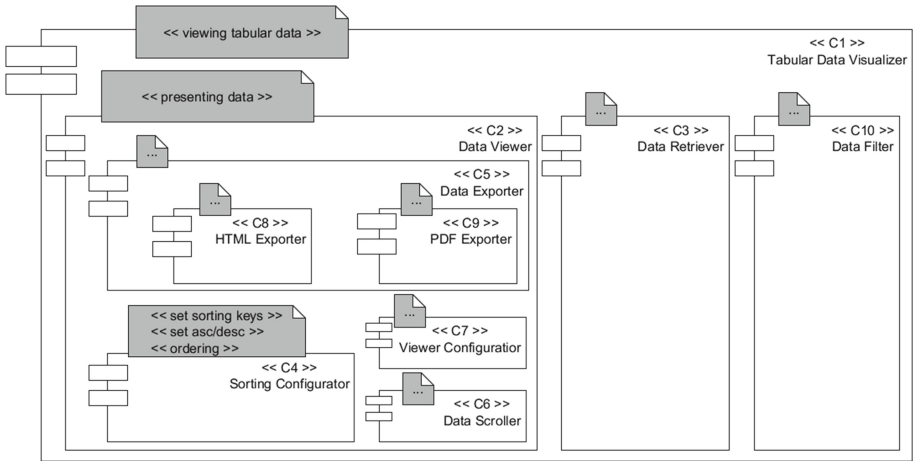 << viewing tabular data >>
<< C1 >>
Tabular Data Visualizer
<< presenting data >>
<< C2 >>
Data Viewer
...
<< C3 >>
Data Retriever
...
<< C10 >>
Data Filter
...
<< C5 >>
Data Exporter
...
<< C8 >>
HTML Exporter
...
<< C9 >>
PDF Exporter
<< set sorting keys >>
<< set asc/desc >>
<< ordering >>
<< C4 >>
Sorting Configurator
...
<< C7 >>
Viewer Configuratior
...
<< C6 >>
Data Scroller